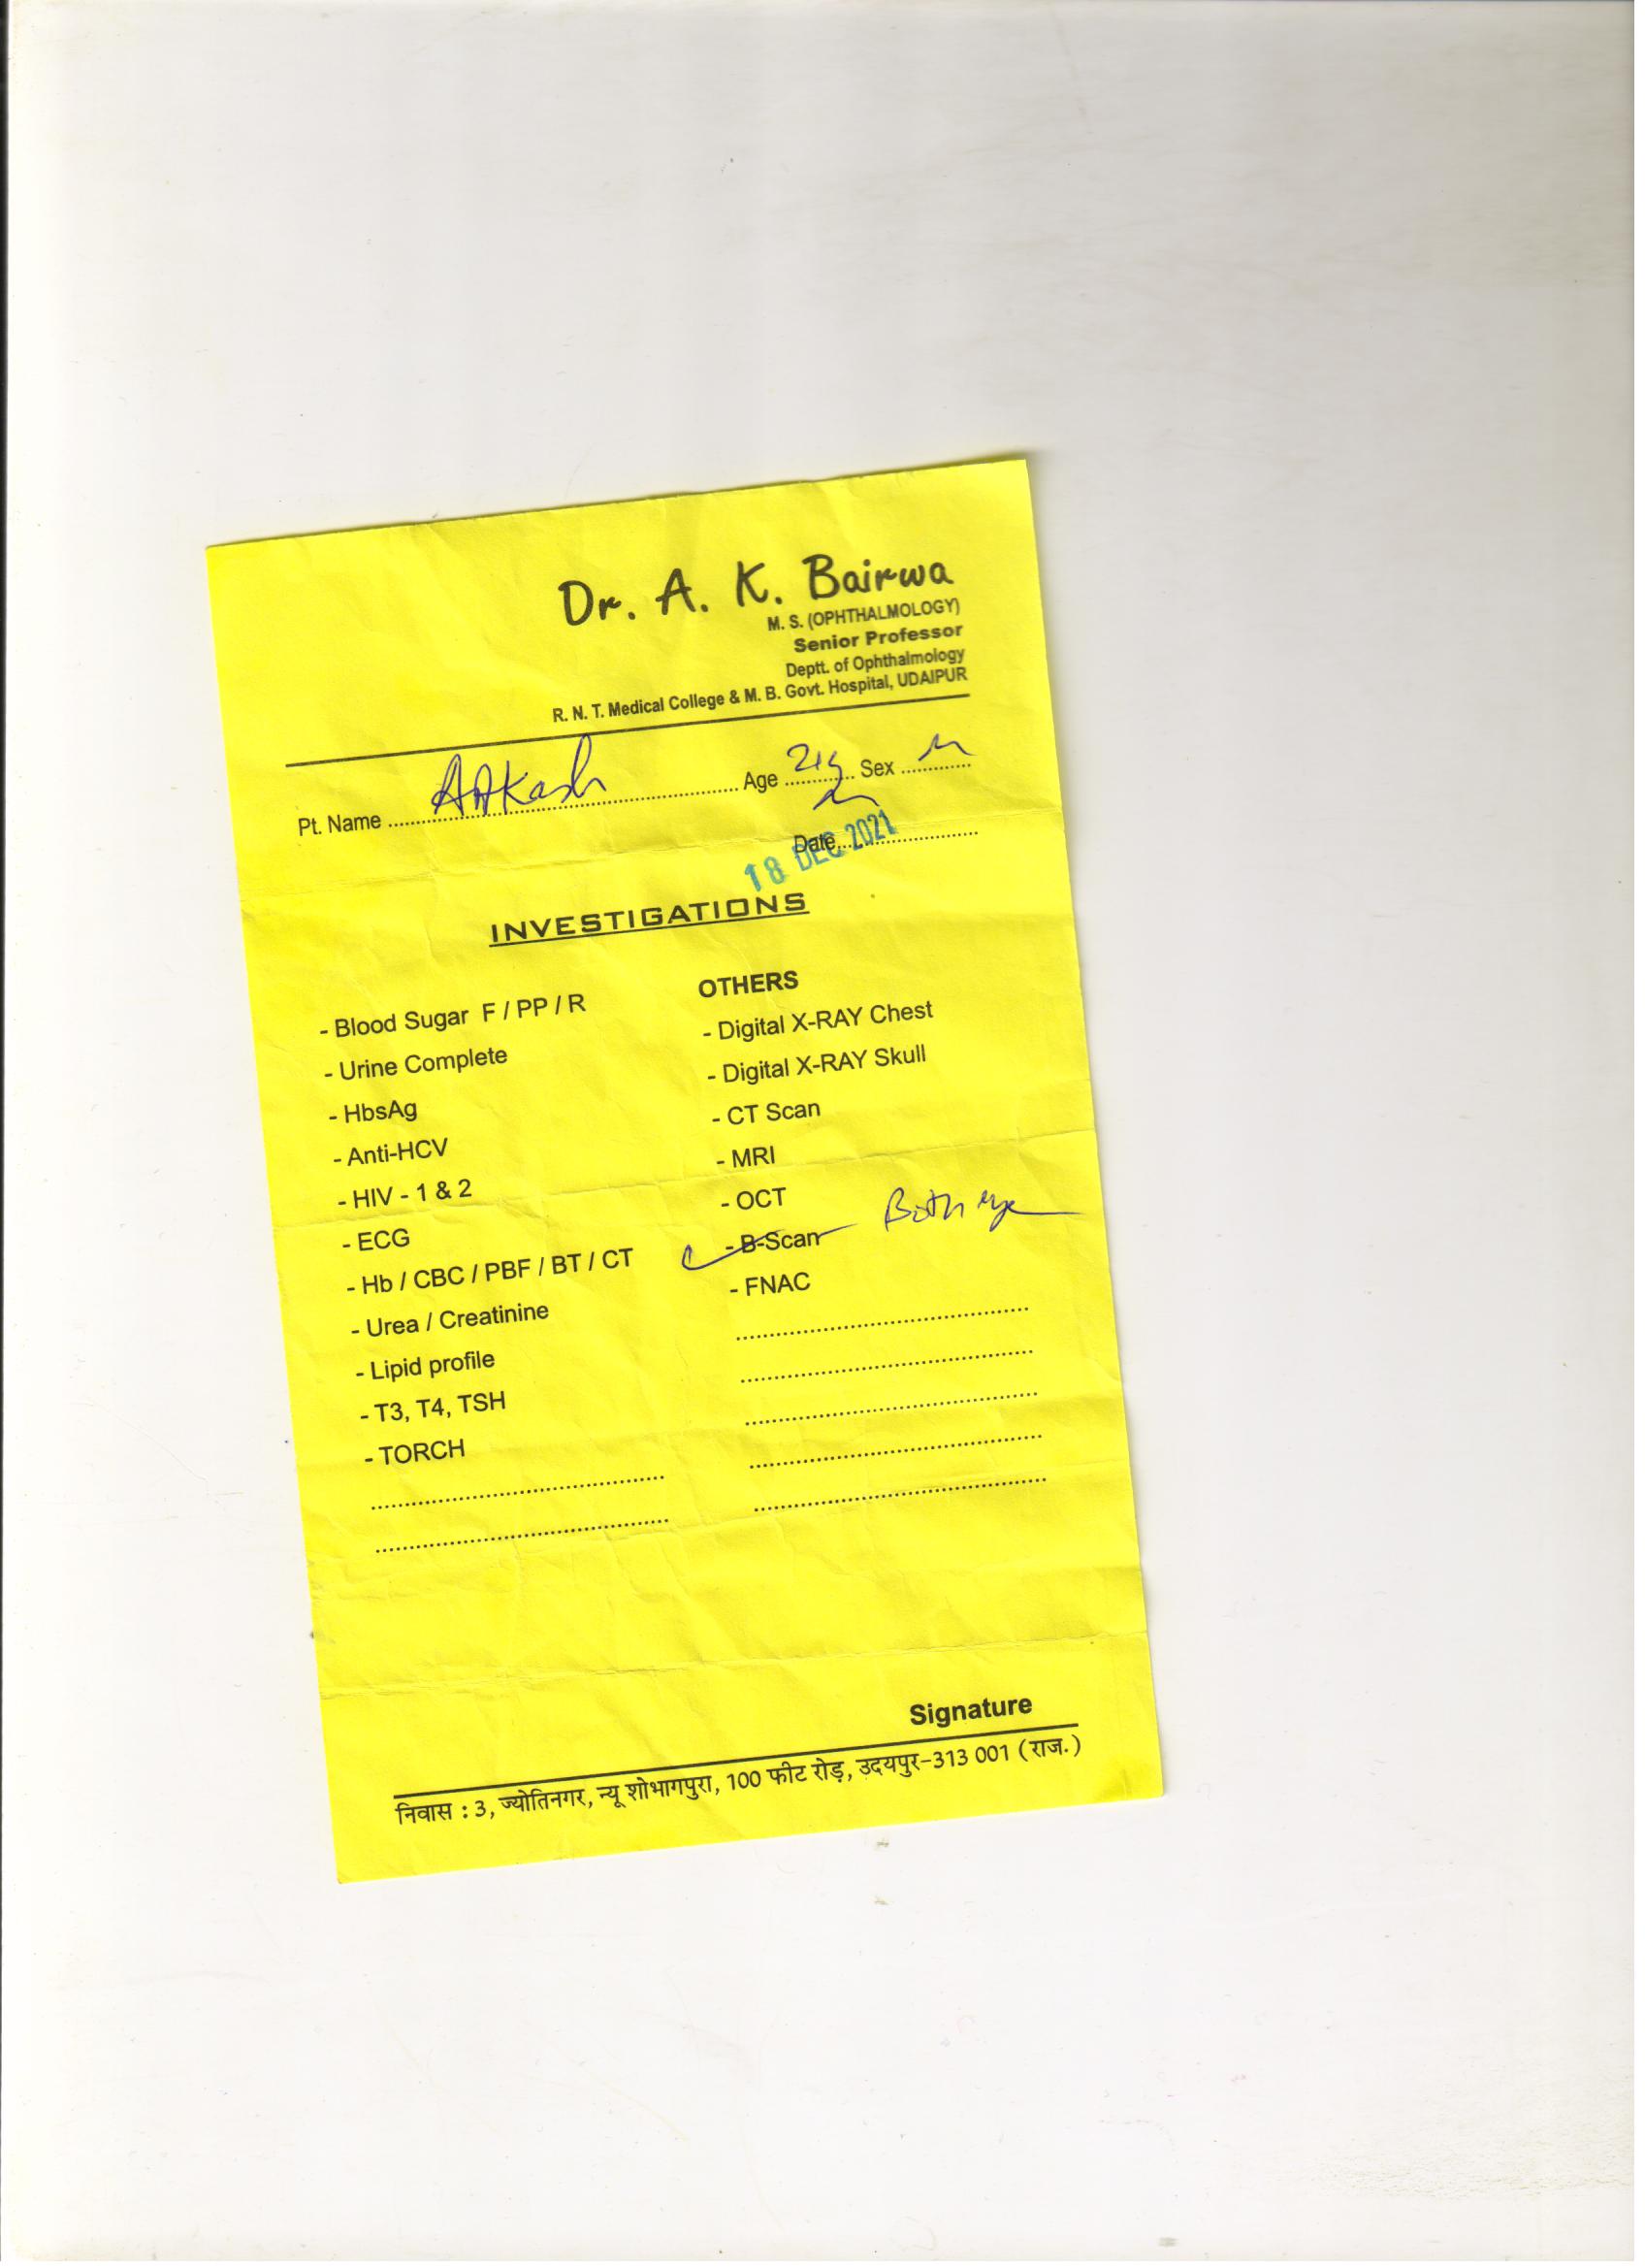 Dr. A. K. Bairwa
M. S. (OPHTHALMOLOGY)
Senior Professor
Deptt. of Ophthalmology
R. N. T. Medical College & M. B. Govt. Hospital, UDAIPUR
Pt. Name AAKash Age Sex M
Date 18 DEC 2021
INVESTIGATIONS
- Blood Sugar F / PP / R
- Urine Complete
- HbsAg
- Anti-HCV
- HIV - 1 & 2
- ECG
- Hb / CBC / PBF / BT / CT
- Urea / Creatinine
- Lipid profile
- T3, T4, TSH
- TORCH
OTHERS
- Digital X-RAY Chest
- Digital X-RAY Skull
- CT Scan
- MRI
- OCT
- B-Scan Both eye
- FNAC
Signature
निवास : 3, ज्योतिनगर, न्यू शोभागपुरा, 100 फीट रोड़, उदयपुर-313 001 (राज.)